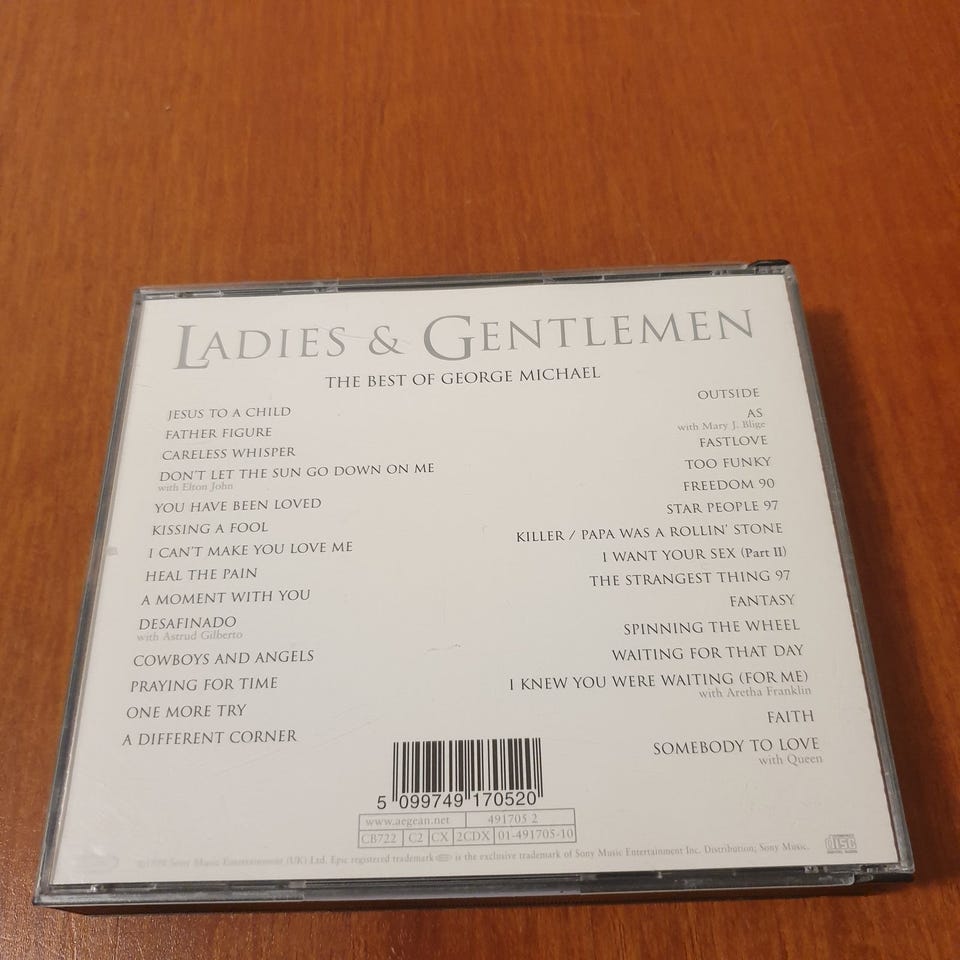 LADIES & GENTLEMEN
THE BEST OF GEORGE MICHAEL
JESUS TO A CHILD
FATHER FIGURE
CARELESS WHISPER
DON'T LET THE SUN GO DOWN ON ME
with Elton John
YOU HAVE BEEN LOVED
KISSING A FOOL
I CAN'T MAKE YOU LOVE ME
HEAL THE PAIN
A MOMENT WITH YOU
DESAFINADO
with Astrud Gilberto
COWBOYS AND ANGELS
PRAYING FOR TIME
ONE MORE TRY
A DIFFERENT CORNER
OUTSIDE
AS
with Mary J. Blige
FASTLOVE
TOO FUNKY
FREEDOM 90
STAR PEOPLE 97
KILLER / PAPA WAS A ROLLIN' STONE
I WANT YOUR SEX (Part II)
THE STRANGEST THING 97
FANTASY
SPINNING THE WHEEL
WAITING FOR THAT DAY
I KNEW YOU WERE WAITING (FOR ME)
with Aretha Franklin
FAITH
SOMEBODY TO LOVE
with Queen
5 099749 170520
www.aegean.net 491705 2
CB722 C2 CX 2CDX 01-491705-10
Sony Music Entertainment (UK) Ltd. Epic registered trademark is the exclusive trademark of Sony Music Entertainment Inc. Distribution; Sony Music.
DISC